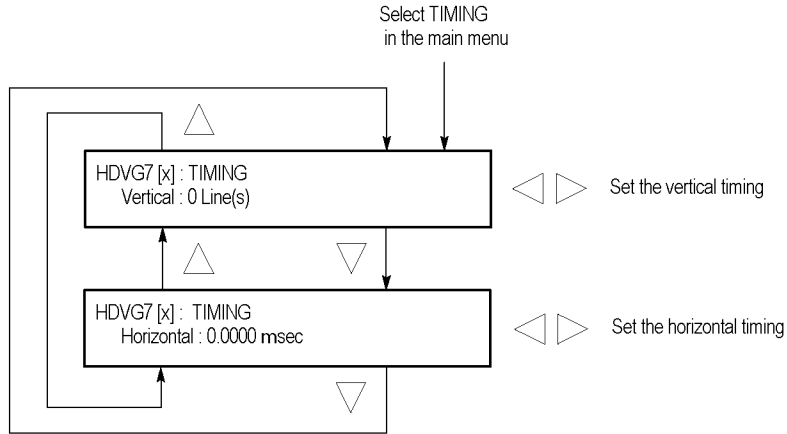 Select TIMING
in the main menu
HDVG7 [x] : TIMING
Vertical : 0 Line(s)
Set the vertical timing
HDVG7 [x] : TIMING
Horizontal : 0.0000 msec
Set the horizontal timing